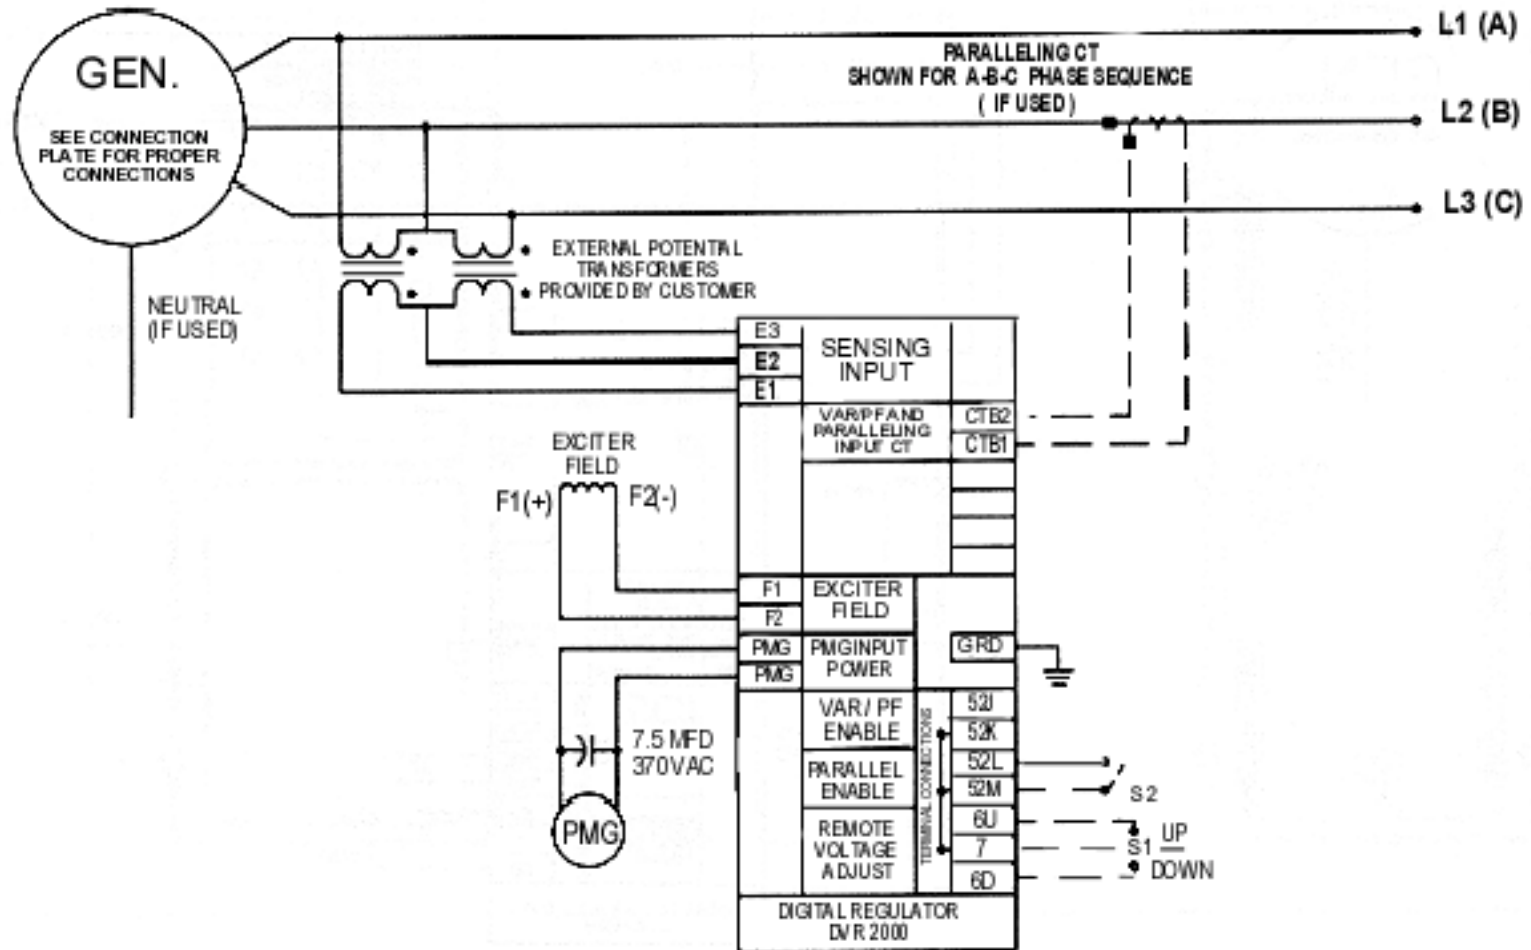 GEN.
SEE CONNECTION
PLATE FOR PROPER
CONNECTIONS
NEUTRAL
(IF USED)
L1 (A)
PARALLELING CT
SHOWN FOR A-B-C PHASE SEQUENCE
( IF USED )
L2 (B)
L3 (C)
EXTERNAL POTENTIAL
TRANSFORMERS
PROVIDED BY CUSTOMER
E3
E2
E1
SENSING
INPUT
VAR/PF AND
PARALLELING
INPUT CT
CTB2
CTB1
EXCITER
FIELD
F1(+)
F2(-)
F1
F2
EXCITER
FIELD
PMG
PMG
PMG INPUT
POWER
GRD
7.5 MFD
370VAC
PMG
VAR / PF
ENABLE
PARALLEL
ENABLE
REMOTE
VOLTAGE
ADJUST
TERMINAL CONNECTIONS
52J
52K
52L
52M
6U
7
6D
S2
S1
UP
DOWN
DIGITAL REGULATOR
DVR 2000